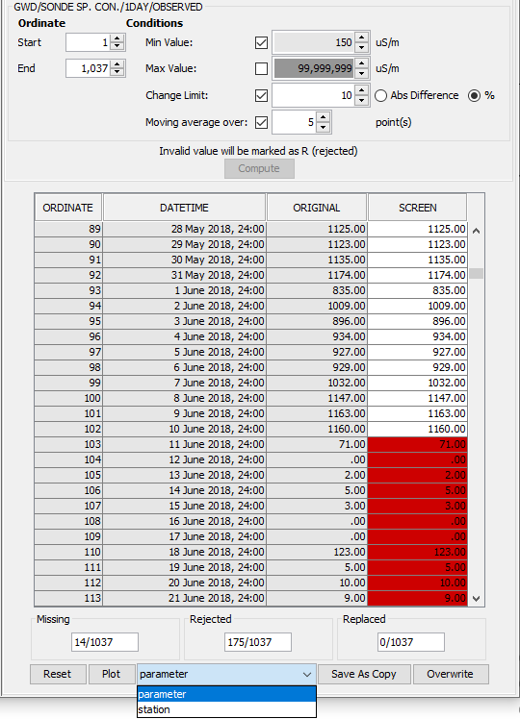 GWD/SONDE SP. CON./1DAY/OBSERVED
Ordinate Conditions
Start 1 Min Value: 150 uS/m
End 1,037 Max Value: 99,999,999 uS/m
Change Limit: 10 Abs Difference %
Moving average over: 5 point(s)
Invalid value will be marked as R (rejected)
Compute
ORDINATE DATETIME ORIGINAL SCREEN
89 28 May 2018, 24:00 1125.00 1125.00
90 29 May 2018, 24:00 1123.00 1123.00
91 30 May 2018, 24:00 1135.00 1135.00
92 31 May 2018, 24:00 1174.00 1174.00
93 1 June 2018, 24:00 835.00 835.00
94 2 June 2018, 24:00 1009.00 1009.00
95 3 June 2018, 24:00 896.00 896.00
96 4 June 2018, 24:00 934.00 934.00
97 5 June 2018, 24:00 927.00 927.00
98 6 June 2018, 24:00 929.00 929.00
99 7 June 2018, 24:00 1032.00 1032.00
100 8 June 2018, 24:00 1147.00 1147.00
101 9 June 2018, 24:00 1163.00 1163.00
102 10 June 2018, 24:00 1160.00 1160.00
103 11 June 2018, 24:00 71.00 71.00
104 12 June 2018, 24:00 .00 .00
105 13 June 2018, 24:00 2.00 2.00
106 14 June 2018, 24:00 5.00 5.00
107 15 June 2018, 24:00 3.00 3.00
108 16 June 2018, 24:00 .00 .00
109 17 June 2018, 24:00 .00 .00
110 18 June 2018, 24:00 123.00 123.00
111 19 June 2018, 24:00 5.00 5.00
112 20 June 2018, 24:00 10.00 10.00
113 21 June 2018, 24:00 9.00 9.00
Missing Rejected Replaced
14/1037 175/1037 0/1037
Reset Plot parameter Save As Copy Overwrite
parameter
station